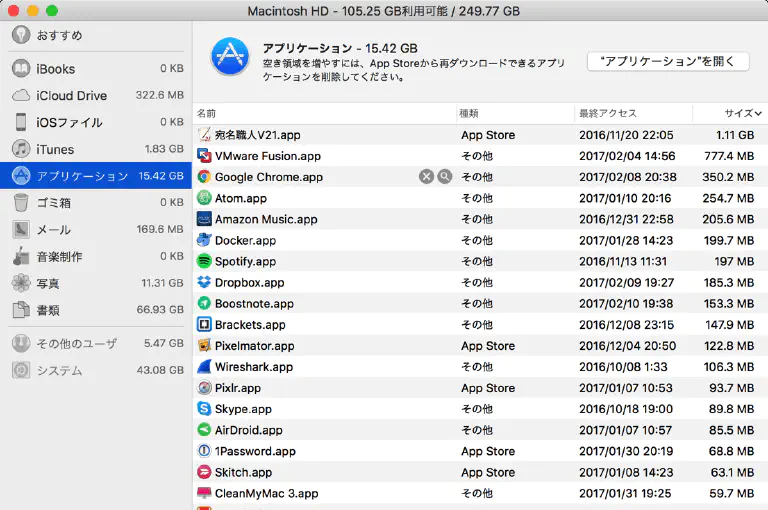 Macintosh HD - 105.25 GB利用可能 / 249.77 GB
おすすめ
iBooks 0 KB
iCloud Drive 322.6 MB
iOSファイル 0 KB
iTunes 1.83 GB
アプリケーション 15.42 GB
ゴミ箱 0 KB
メール 169.6 MB
音楽制作 0 KB
写真 11.31 GB
書類 66.93 GB
その他のユーザ 5.47 GB
システム 43.08 GB
アプリケーション - 15.42 GB
空き領域を増やすには、App Storeから再ダウンロードできるアプリ
ケーションを削除してください。
"アプリケーション"を開く
名前 種類 最終アクセス サイズ
宛名職人V21.app App Store 2016/11/20 22:05 1.11 GB
VMware Fusion.app その他 2017/02/04 14:56 777.4 MB
Google Chrome.app その他 2017/02/08 20:38 350.2 MB
Atom.app その他 2017/01/10 20:16 254.7 MB
Amazon Music.app その他 2016/12/31 22:58 205.6 MB
Docker.app その他 2017/01/28 14:23 199.7 MB
Spotify.app その他 2016/11/13 11:31 197 MB
Dropbox.app その他 2017/02/09 19:27 185.3 MB
Boostnote.app その他 2017/02/10 19:38 153.3 MB
Brackets.app その他 2016/12/08 23:15 147.9 MB
Pixelmator.app App Store 2016/12/04 20:50 122.8 MB
Wireshark.app その他 2016/10/08 1:33 106.3 MB
Pixlr.app App Store 2017/01/07 10:53 93.7 MB
Skype.app その他 2016/10/18 19:00 89.8 MB
AirDroid.app その他 2017/01/07 10:57 85.5 MB
1Password.app App Store 2017/01/30 20:19 68.8 MB
Skitch.app App Store 2017/01/08 14:23 63.1 MB
CleanMyMac 3.app その他 2017/01/31 19:25 59.7 MB